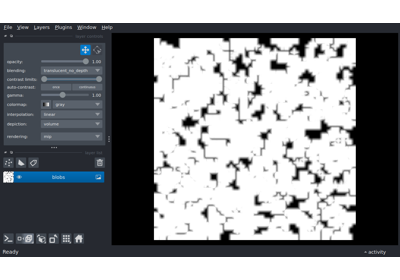 File View Layers Plugins Window Help
opacity: 1.00
blending: translucent_no_depth
contrast limits:
auto-contrast: once continuous
gamma: 1.00
colormap: gray
interpolation: linear
depiction: volume
rendering: mip
blobs
Ready activity